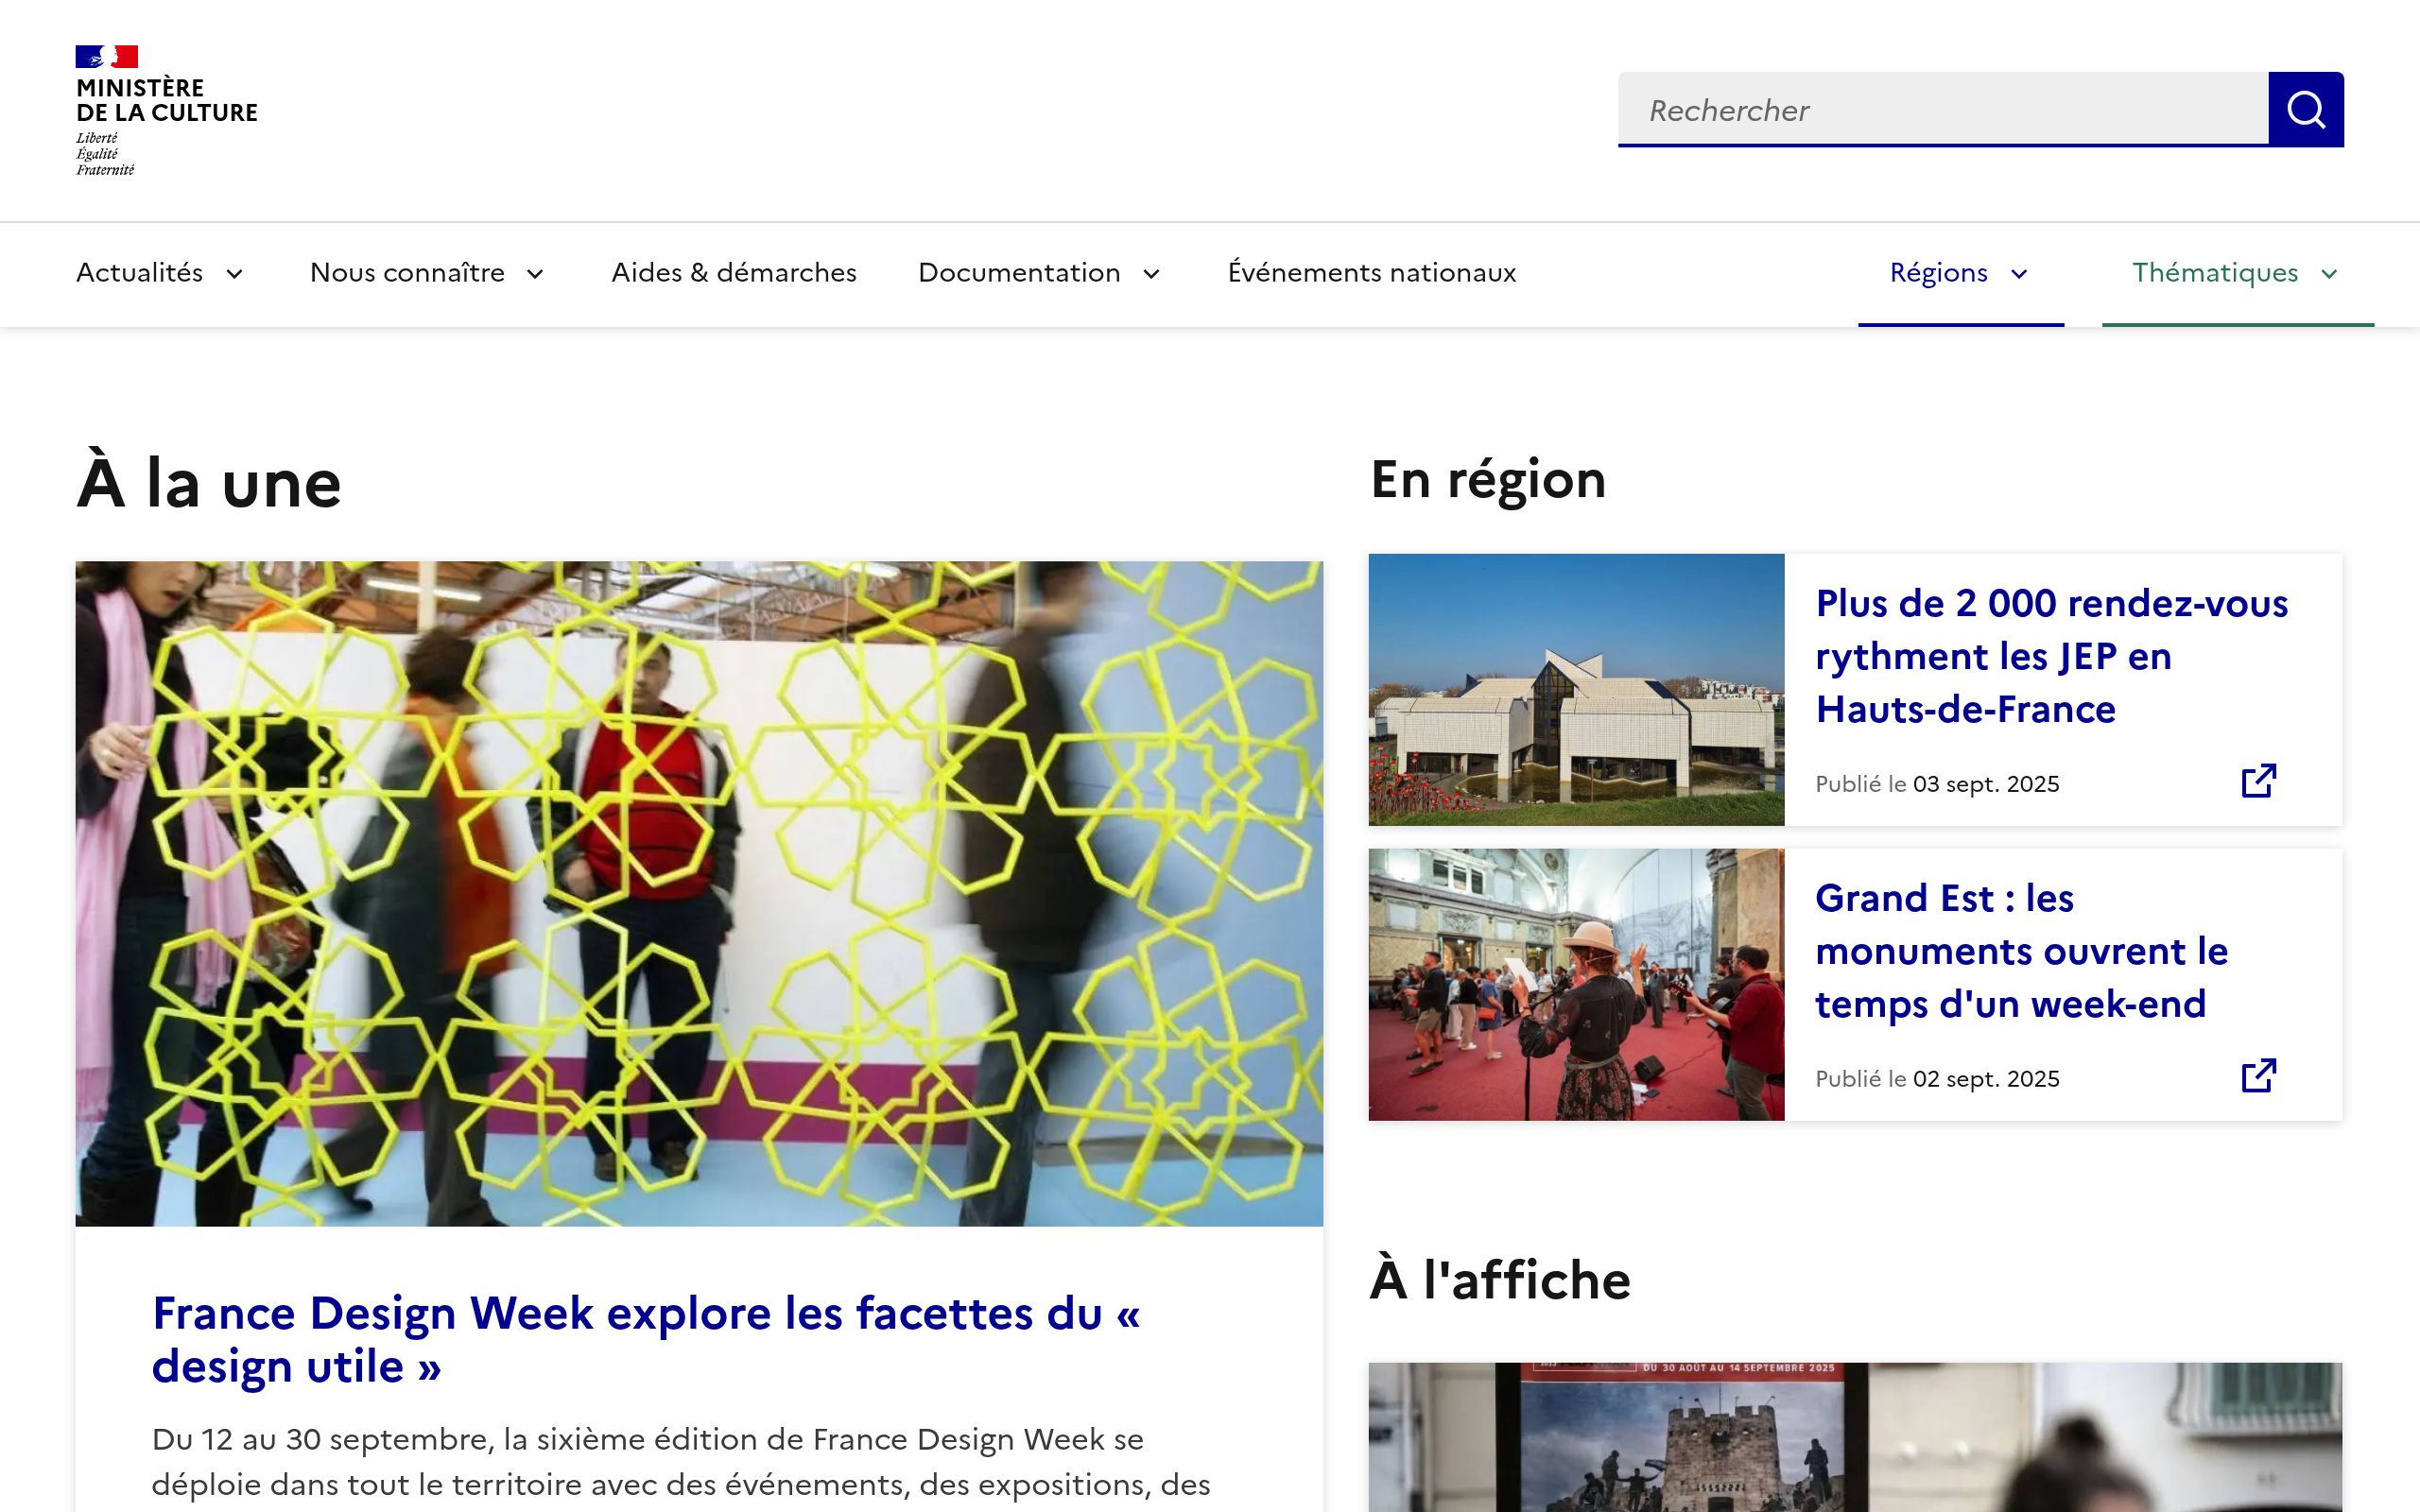 MINISTÈRE
DE LA CULTURE
Liberté
Égalité
Fraternité
Rechercher
Actualités
Nous connaître
Aides & démarches
Documentation
Événements nationaux
Régions
Thématiques
À la une
France Design Week explore les facettes du «
design utile »
Du 12 au 30 septembre, la sixième édition de France Design Week se
déploie dans tout le territoire avec des événements, des expositions, des
En région
Plus de 2 000 rendez-vous
rythment les JEP en
Hauts-de-France
Publié le 03 sept. 2025
Grand Est : les
monuments ouvrent le
temps d'un week-end
Publié le 02 sept. 2025
À l'affiche
DU 30 AOÛT AU 14 SEPTEMBRE 2025